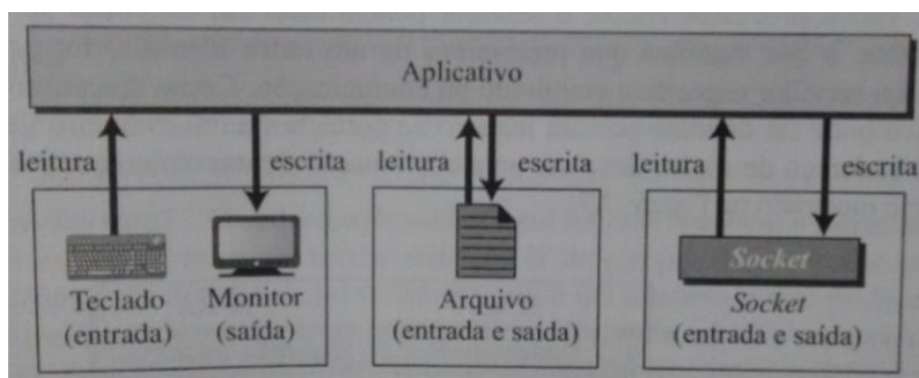 Aplicativo
leitura escrita leitura escrita leitura escrita
Socket
Teclado Monitor Arquivo Socket
(entrada) (saída) (entrada e saída) (entrada e saída)